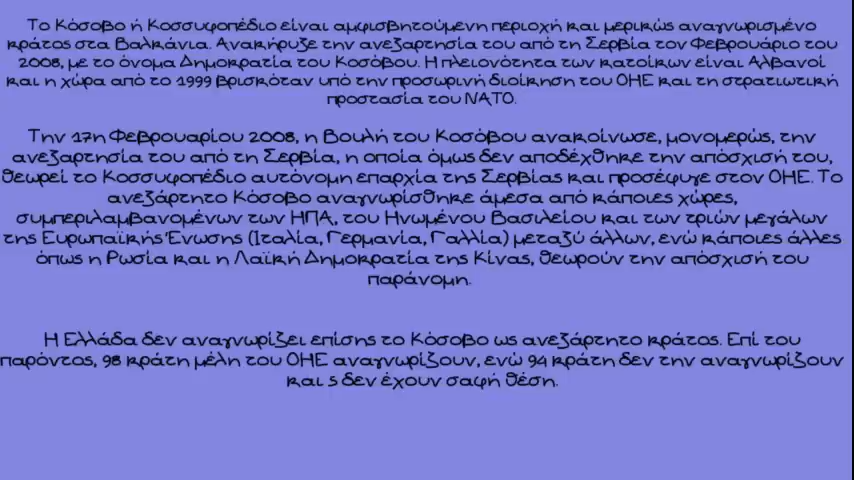 Το Κόσοβο ή Κοσσυφοπέδιο είναι αμφισβητούμενη περιοχή και μερικώς αναγνωρισμένο
κράτος στα Βαλκάνια. Ανακήρυξε την ανεξαρτησία του από τη Σερβία τον Φεβρουάριο του
2008, με το όνομα Δημοκρατία του Κοσόβου. Η πλειονότητα των κατοίκων είναι Αλβανοί
και η χώρα από το 1999 βρισκόταν υπό την προσωρινή διοίκηση του ΟΗΕ και τη στρατιωτική
προστασία του ΝΑΤΟ.
Την 17η Φεβρουαρίου 2008, η Βουλή του Κοσόβου ανακοίνωσε, μονομερώς, την
ανεξαρτησία του από τη Σερβία, η οποία όμως δεν αποδέχθηκε την απόσχισή του,
θεωρεί το Κοσσυφοπέδιο αυτόνομη επαρχία της Σερβίας και προσέφυγε στον ΟΗΕ. Το
ανεξάρτητο Κόσοβο αναγνωρίσθηκε άμεσα από κάποιες χώρες,
συμπεριλαμβανομένων των ΗΠΑ, του Ηνωμένου Βασιλείου και των τριών μεγάλων
της Ευρωπαϊκής Ένωσης (Ιταλία, Γερμανία, Γαλλία) μεταξύ άλλων, ενώ κάποιες άλλες
όπως η Ρωσία και η Λαϊκή Δημοκρατία της Κίνας, θεωρούν την απόσχισή του
παράνομη.
Η Ελλάδα δεν αναγνωρίζει επίσης το Κόσοβο ως ανεξάρτητο κράτος. Επί του
παρόντος, 98 κράτη μέλη του ΟΗΕ αναγνωρίζουν, ενώ 94 κράτη δεν την αναγνωρίζουν
και 5 δεν έχουν σαφή θέση.